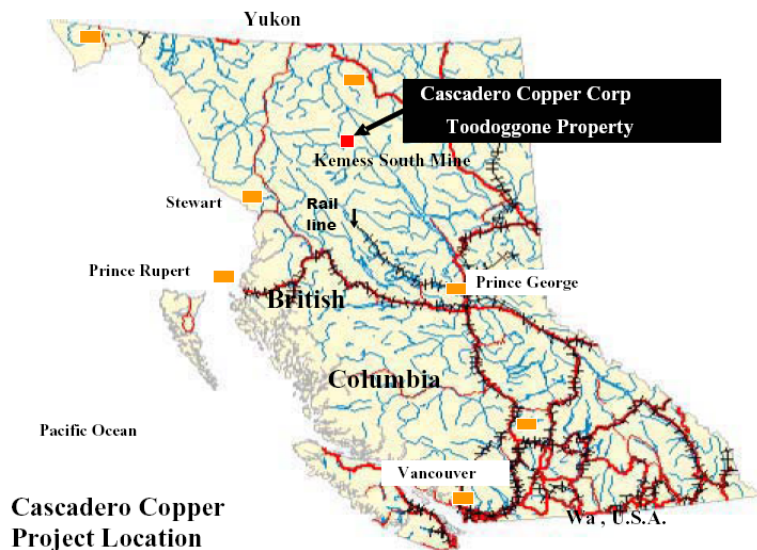 Yukon
Cascadero Copper Corp
Toodoggone Property
Kemess South Mine
Stewart
Rail
line
Prince Rupert
Prince George
British
Columbia
Pacific Ocean
Vancouver
Cascadero Copper
Project Location
Wa , U.S.A.